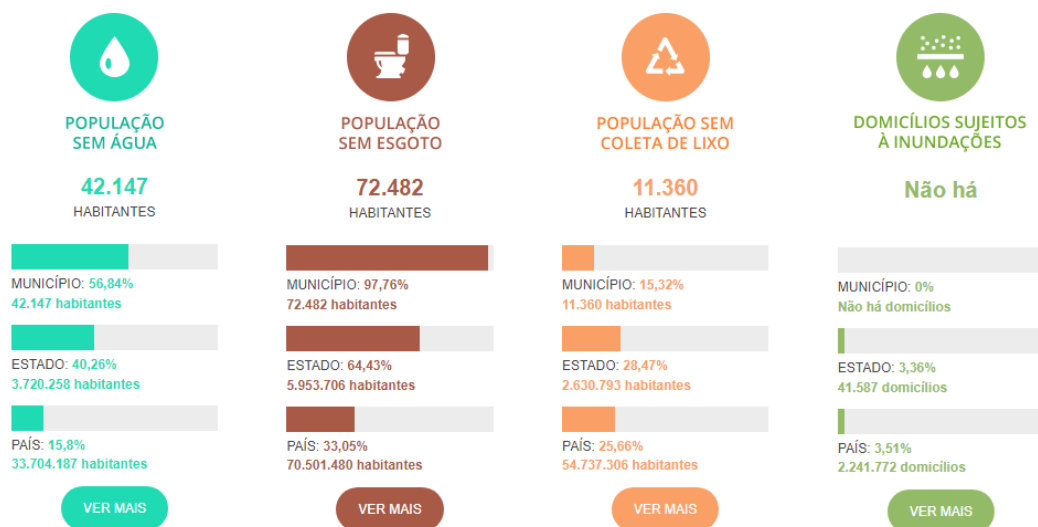 POPULAÇÃO
SEM ÁGUA
42.147
HABITANTES
MUNICÍPIO: 56,84%
42.147 habitantes
ESTADO: 40,26%
3.720.258 habitantes
PAÍS: 15,8%
33.704.187 habitantes
VER MAIS
POPULAÇÃO
SEM ESGOTO
72.482
HABITANTES
MUNICÍPIO: 97,76%
72.482 habitantes
ESTADO: 64,43%
5.953.706 habitantes
PAÍS: 33,05%
70.501.480 habitantes
VER MAIS
POPULAÇÃO SEM
COLETA DE LIXO
11.360
HABITANTES
MUNICÍPIO: 15,32%
11.360 habitantes
ESTADO: 28,47%
2.630.793 habitantes
PAÍS: 25,66%
54.737.306 habitantes
VER MAIS
DOMICÍLIOS SUJEITOS
À INUNDAÇÕES
Não há
MUNICÍPIO: 0%
Não há domicílios
ESTADO: 3,36%
41.587 domicílios
PAÍS: 3,51%
2.241.772 domicílios
VER MAIS